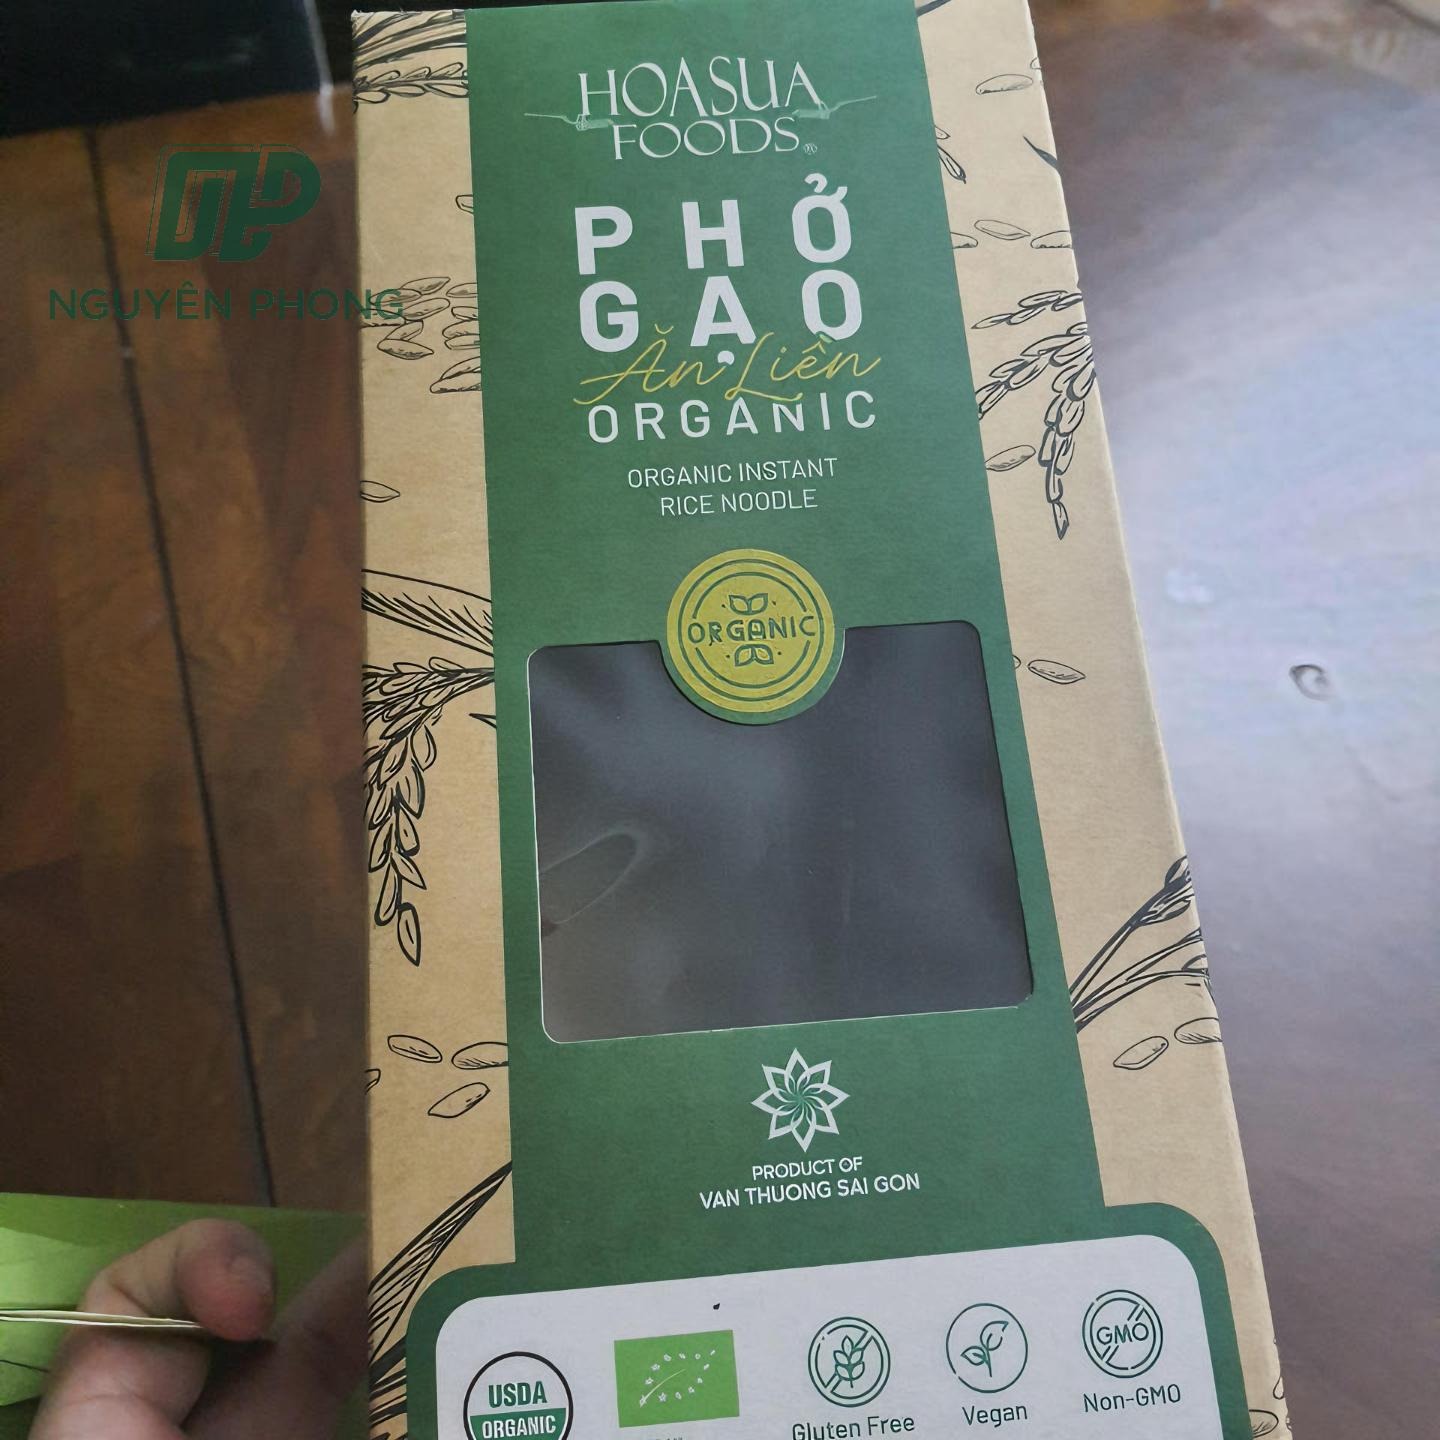 HOASUA
FOODS®
PHỞ
GẠO
Ăn Liền
ORGANIC
ORGANIC INSTANT
RICE NOODLE
ORGANIC
PRODUCT OF
VAN THUONG SAI GON
USDA
ORGANIC
Gluten Free
Vegan
GMO
Non-GMO
NGUYÊN PHONG